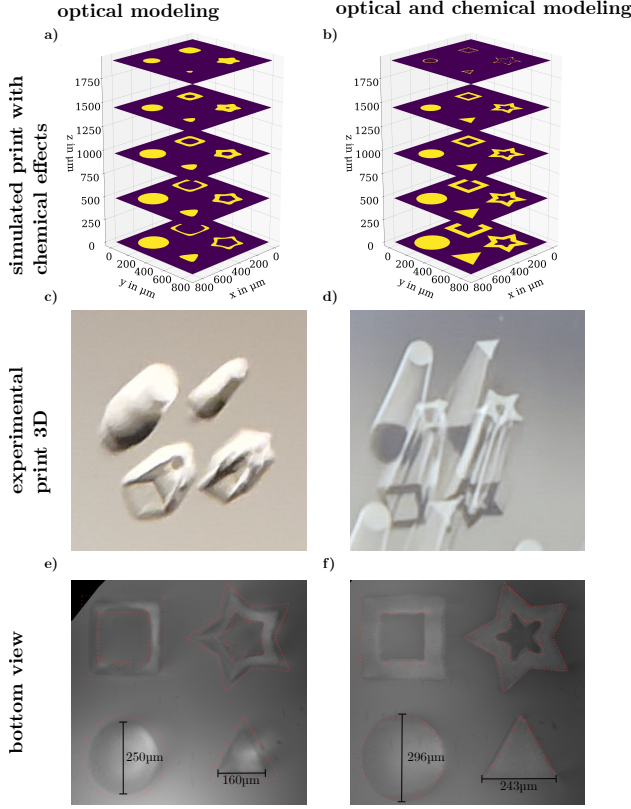 optical modeling
optical and chemical modeling
simulated print with
chemical effects
a)
1750
1500
1250
1000
750
500
250
0
z in µm
0
200
400
600
800
y in µm
0
200
400
600
800
x in µm
b)
1750
1500
1250
1000
750
500
250
0
z in µm
0
200
400
600
800
y in µm
0
200
400
600
800
x in µm
experimental
print 3D
c)
d)
bottom view
e)
250µm
160µm
f)
296µm
243µm